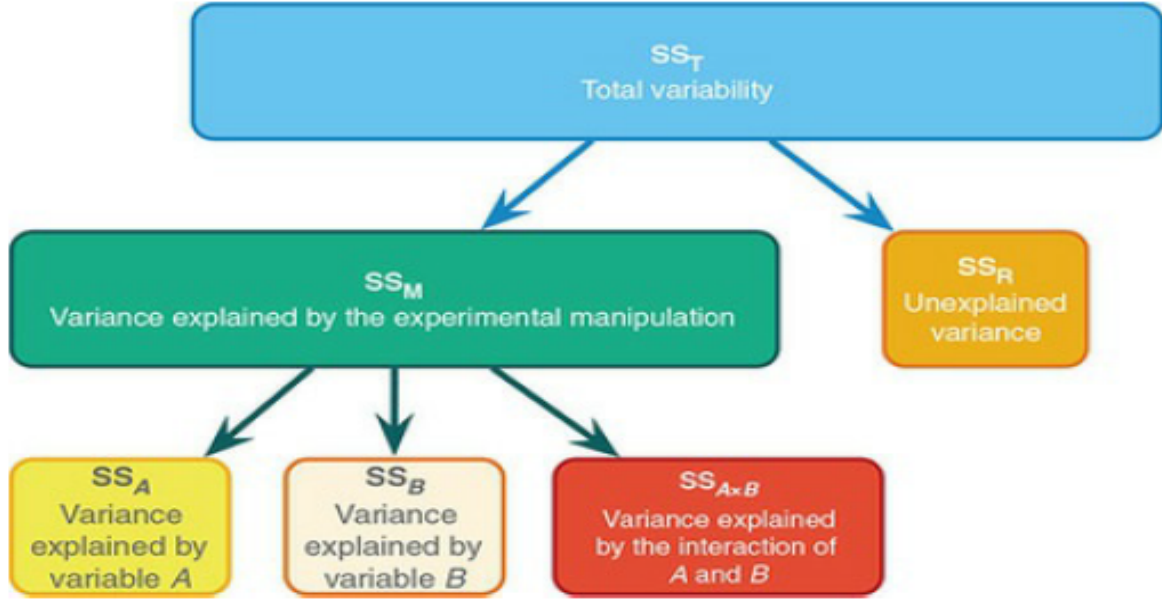 SS_T
Total variability
SS_M
Variance explained by the experimental manipulation
SS_R
Unexplained
variance
SS_A
Variance
explained by
variable A
SS_B
Variance
explained by
variable B
SS_A×B
Variance explained
by the interaction of
A and B